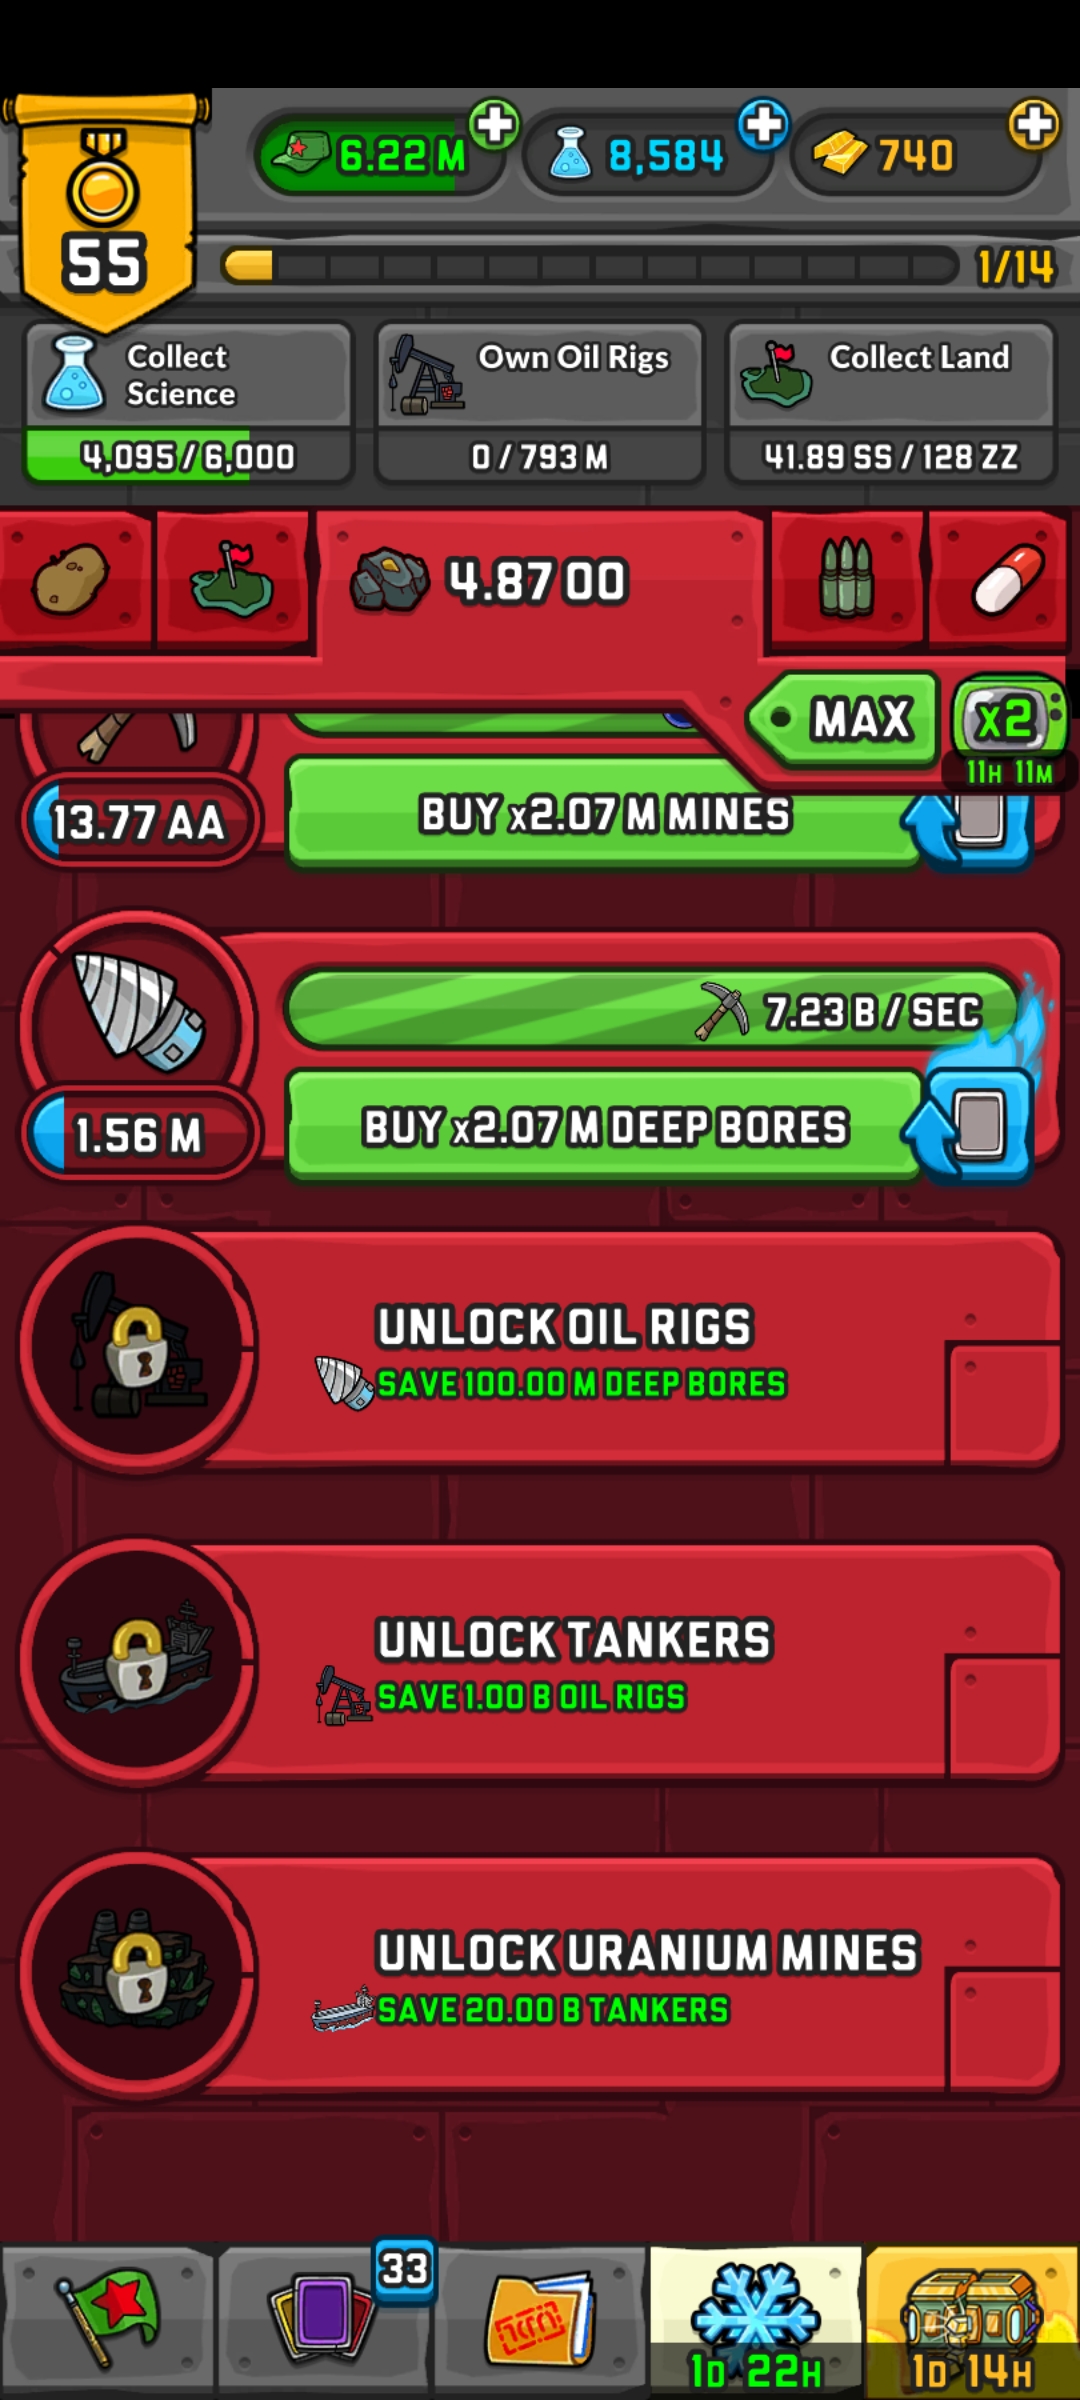 55
6.22 M
8,584
740
1/14
Collect
Science
4,095 / 6,000
Own Oil Rigs
0 / 793 M
Collect Land
41.89 SS / 128 ZZ
4.87 OO
MAX
x2
11H 11M
13.77 AA
BUY x2.07 M MINES
7.23 B / SEC
1.56 M
BUY x2.07 M DEEP BORES
UNLOCK OIL RIGS
SAVE 100.00 M DEEP BORES
UNLOCK TANKERS
SAVE 1.00 B OIL RIGS
UNLOCK URANIUM MINES
SAVE 20.00 B TANKERS
33
1D 22H
1D 14H